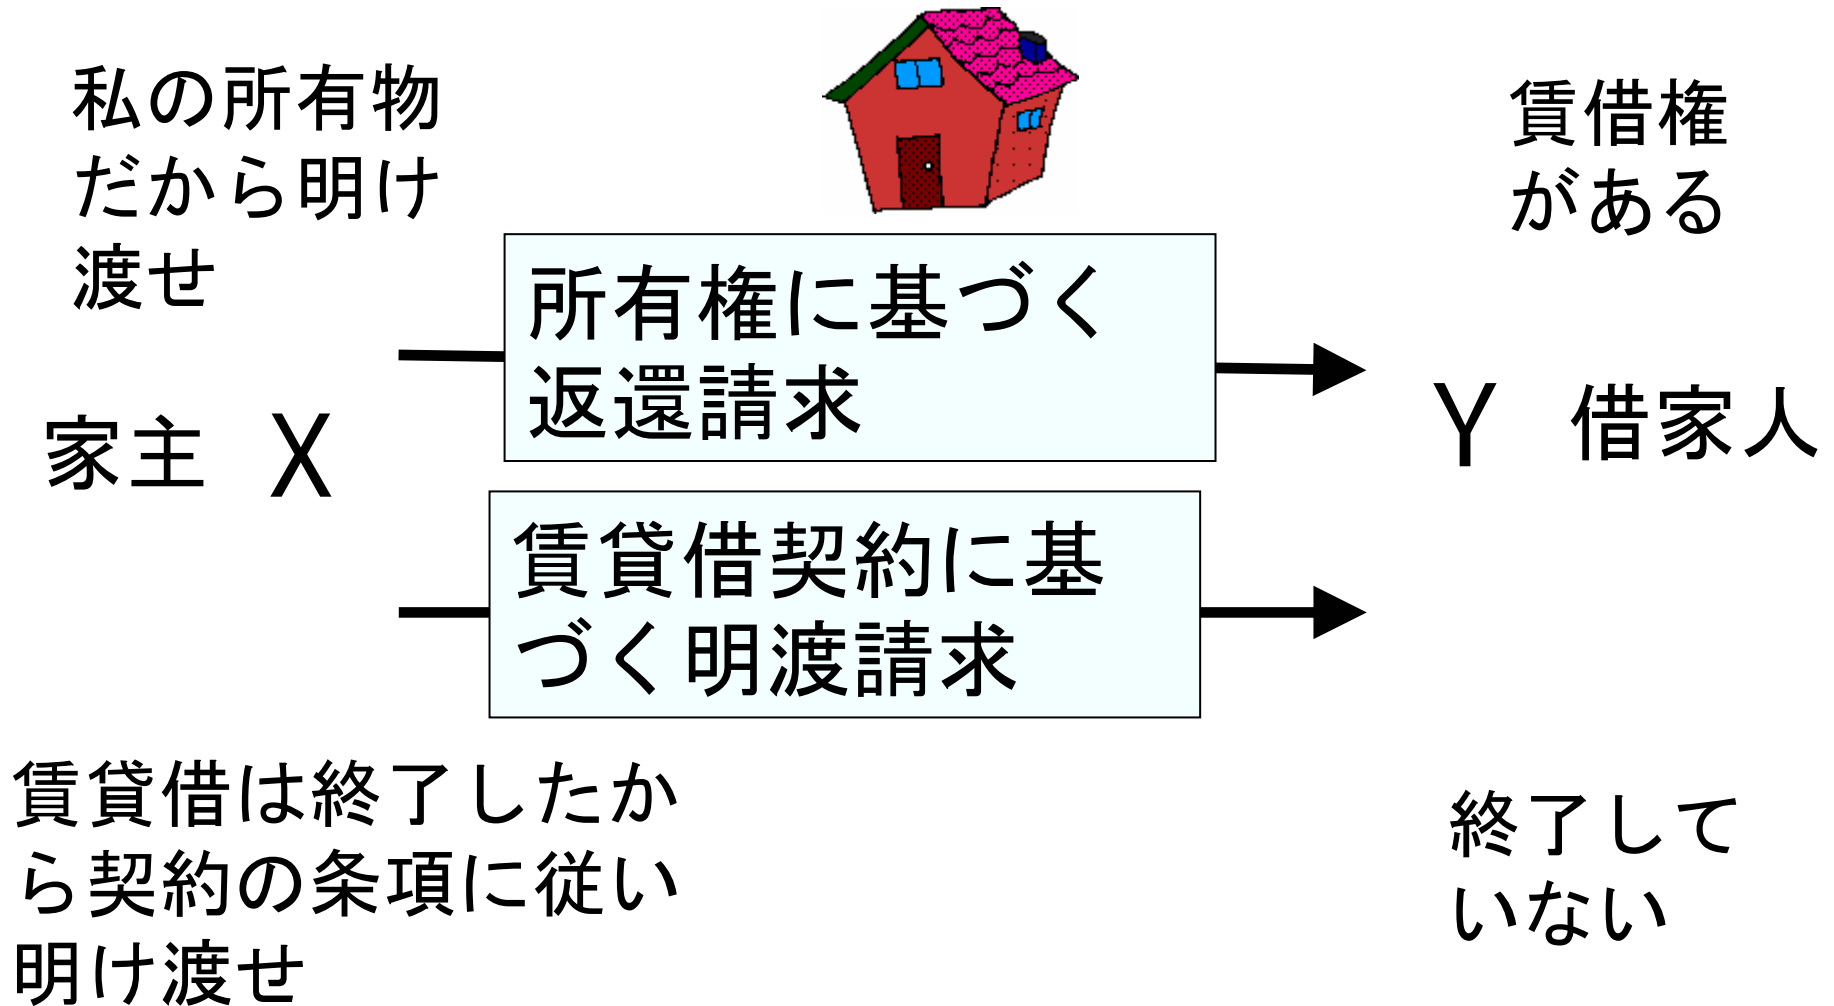 私の所有物
だから明け
渡せ
賃借権
がある
所有権に基づく
返還請求
家主 X
Y 借家人
賃貸借契約に基
づく明渡請求
賃貸借は終了したか
ら契約の条項に従い
明け渡せ
終了して
いない